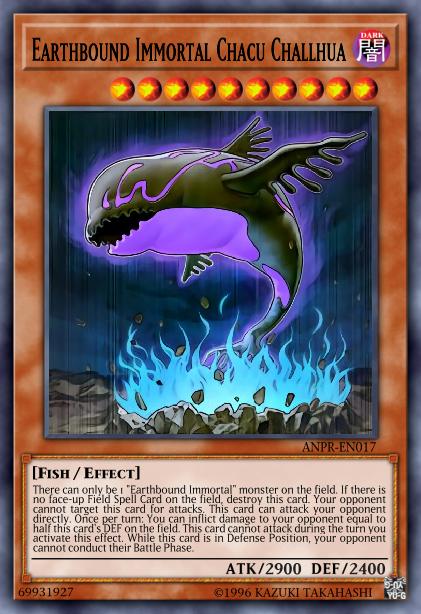 EARTHBOUND IMMORTAL CHACU CHALLHUA
DARK
闇
ANPR-EN017
[FISH / EFFECT]
There can only be 1 "Earthbound Immortal" monster on the field. If there is
no face-up Field Spell Card on the field, destroy this card. Your opponent
cannot target this card for attacks. This card can attack your opponent
directly. Once per turn: You can inflict damage to your opponent equal to
half this card's DEF on the field. This card cannot attack during the turn you
activate this effect. While this card is in Defense Position, your opponent
cannot conduct their Battle Phase.
ATK/2900 DEF/2400
69931927
©1996 KAZUKI TAKAHASHI